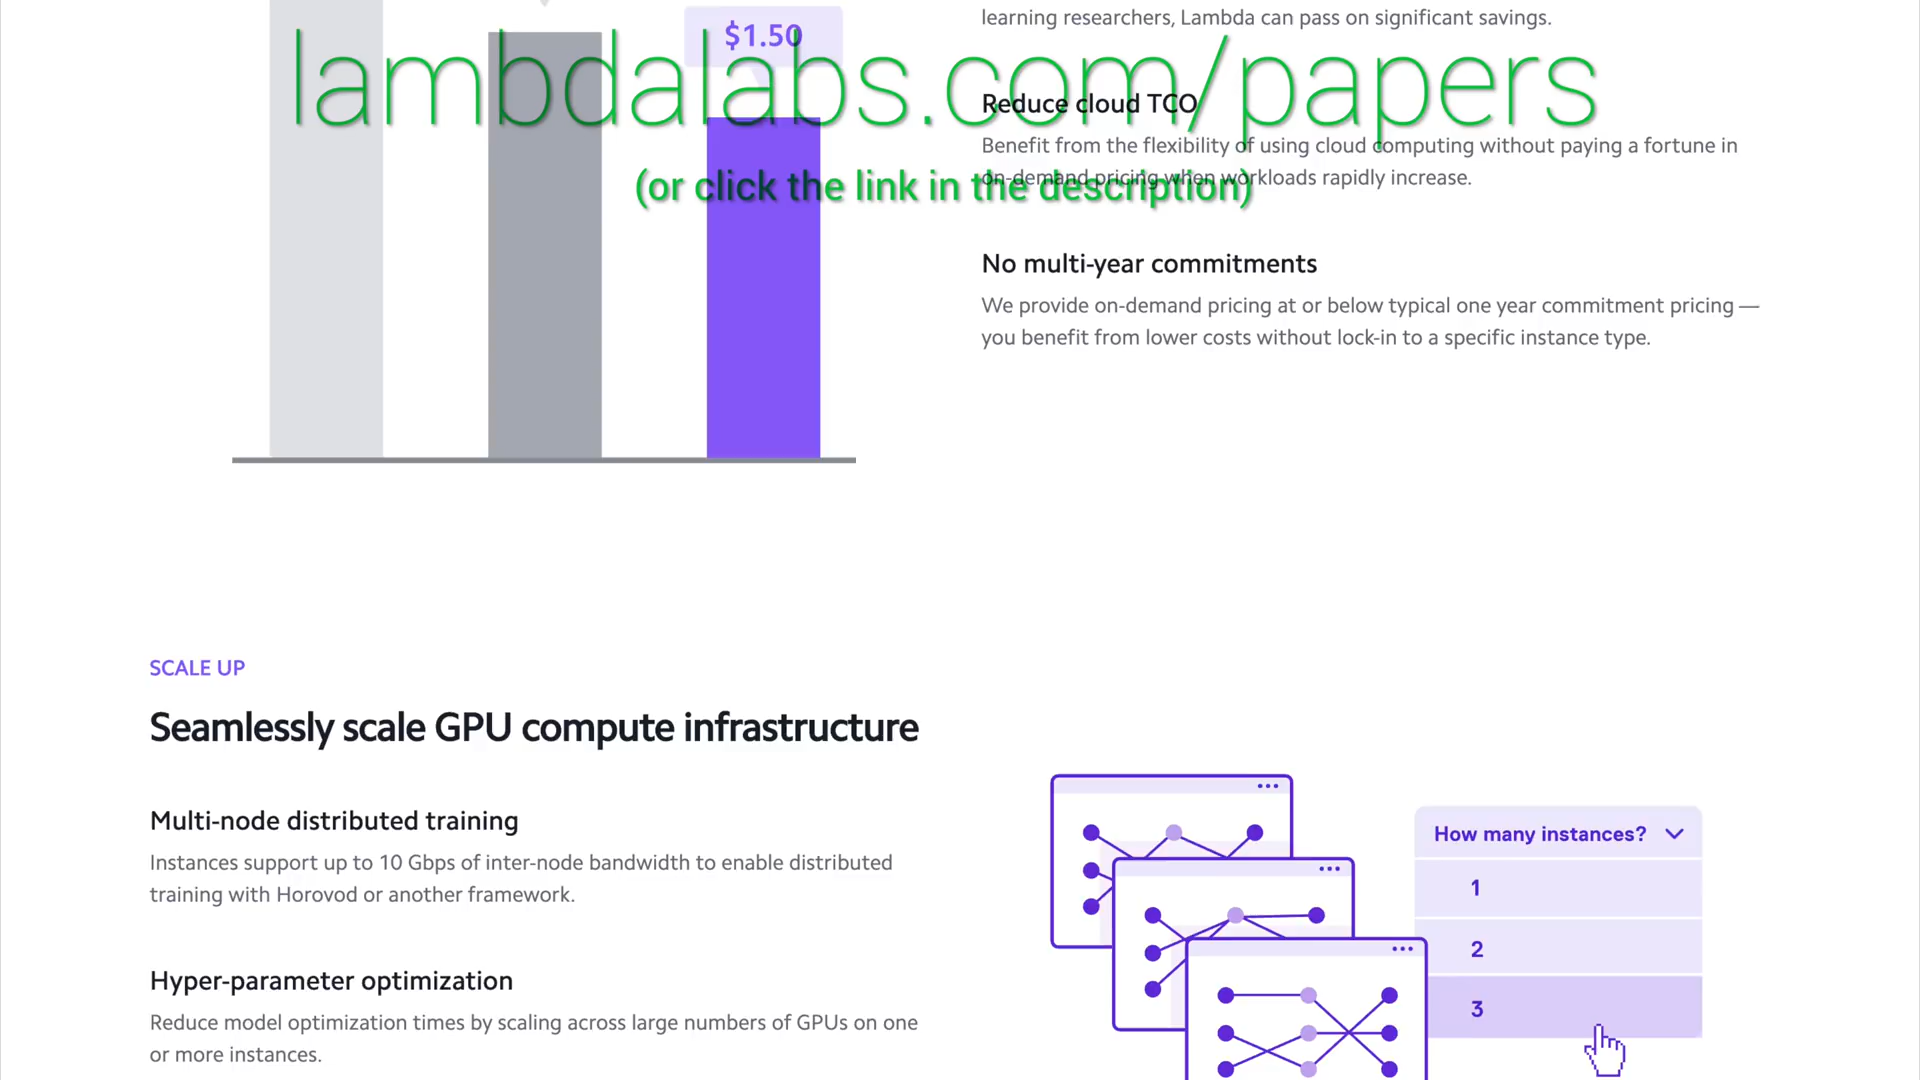 learning researchers, Lambda can pass on significant savings.
$1.50
lambdalabs.com/papers
(or click the link in the description)
Reduce cloud TCO
Benefit from the flexibility of using cloud computing without paying a fortune in
on-demand pricing when workloads rapidly increase.
No multi-year commitments
We provide on-demand pricing at or below typical one year commitment pricing —
you benefit from lower costs without lock-in to a specific instance type.
SCALE UP
Seamlessly scale GPU compute infrastructure
Multi-node distributed training
Instances support up to 10 Gbps of inter-node bandwidth to enable distributed
training with Horovod or another framework.
Hyper-parameter optimization
Reduce model optimization times by scaling across large numbers of GPUs on one
or more instances.
How many instances?
1
2
3